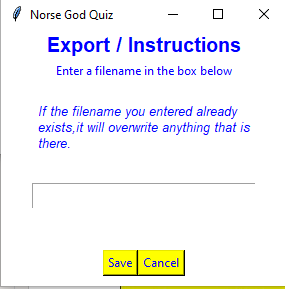 Norse God Quiz
Export / Instructions
Enter a filename in the box below
If the filename you entered already
exists,it will overwrite anything that is
there.
Save Cancel